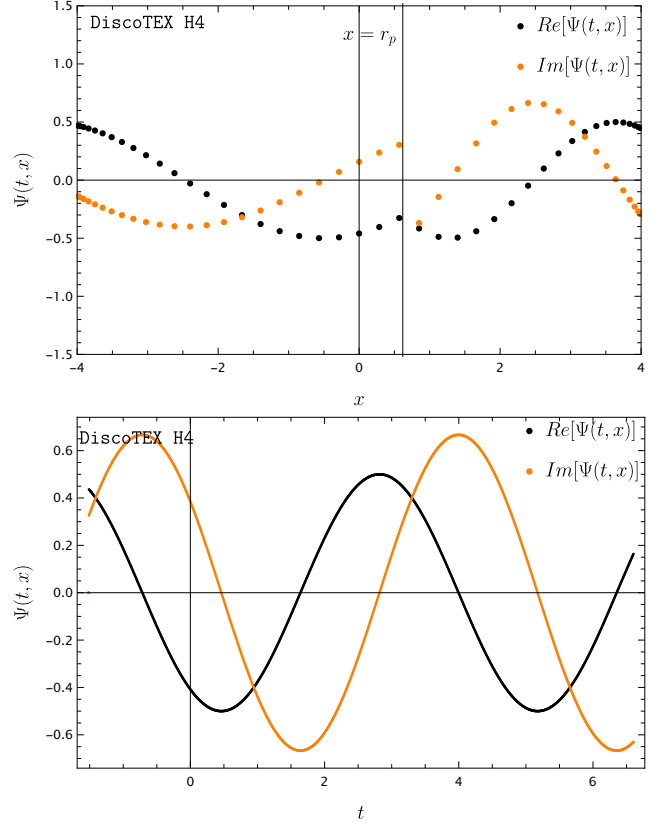 DiscoTEX H4
x = r_p
Re[Ψ(t, x)]
Im[Ψ(t, x)]
Ψ(t, x)
1.5
1.0
0.5
0.0
−0.5
−1.0
−1.5
−4 −2 0 2 4
x
DiscoTEX H4
Re[Ψ(t, x)]
Im[Ψ(t, x)]
Ψ(t, x)
0.6
0.4
0.2
0.0
−0.2
−0.4
−0.6
0 2 4 6
t